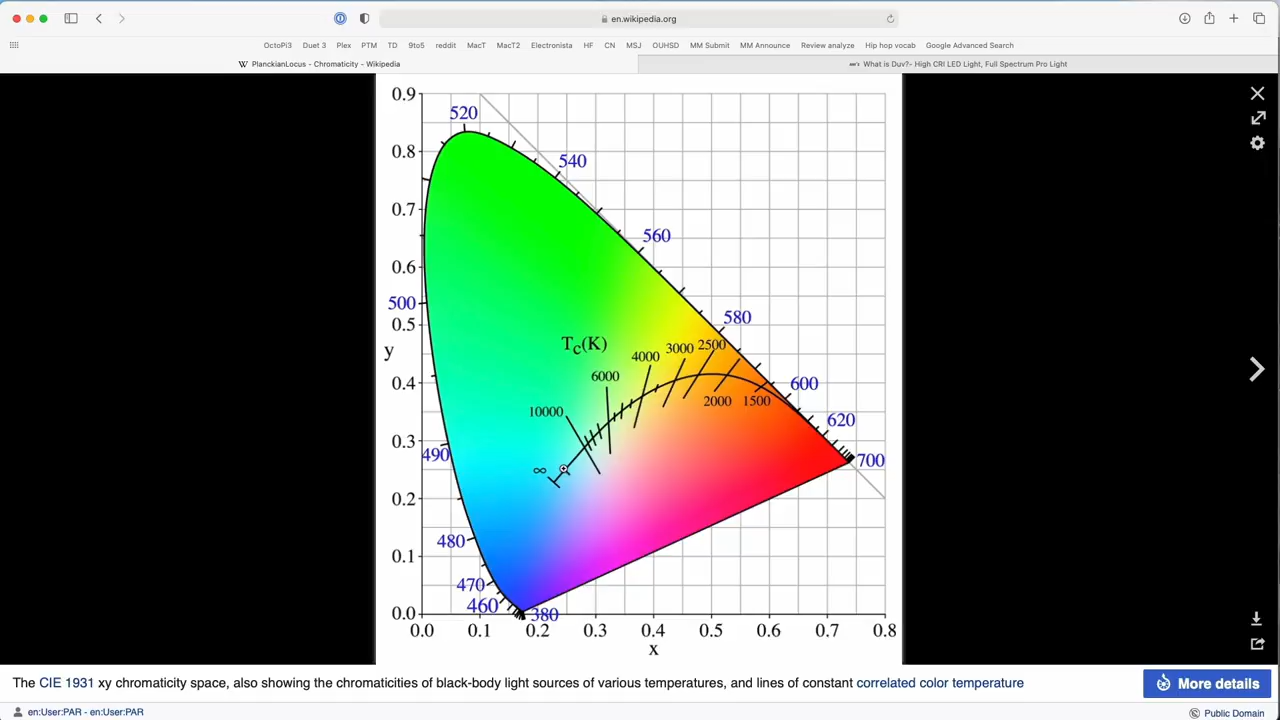 en.wikipedia.org
OctoPi3 Duet 3 Plex PTM TD 9to5 reddit MacT MacT2 Electronista HF CN MSJ OUHSD MM Submit MM Announce Review analyze Hip hop vocab Google Advanced Search
W PlanckianLocus - Chromaticity - Wikipedia
What is Duv?- High CRI LED Light, Full Spectrum Pro Light
0.9
520
0.8
540
0.7
560
0.6
500
580
0.5
Tc(K)
y
4000 3000 2500
6000
0.4
600
2000 1500
10000
620
0.3
490
700
∞
0.2
480
0.1
470
460
0.0
380
0.0 0.1 0.2 0.3 0.4 0.5 0.6 0.7 0.8
x
The CIE 1931 xy chromaticity space, also showing the chromaticities of black-body light sources of various temperatures, and lines of constant correlated color temperature
More details
en:User:PAR - en:User:PAR
Public Domain